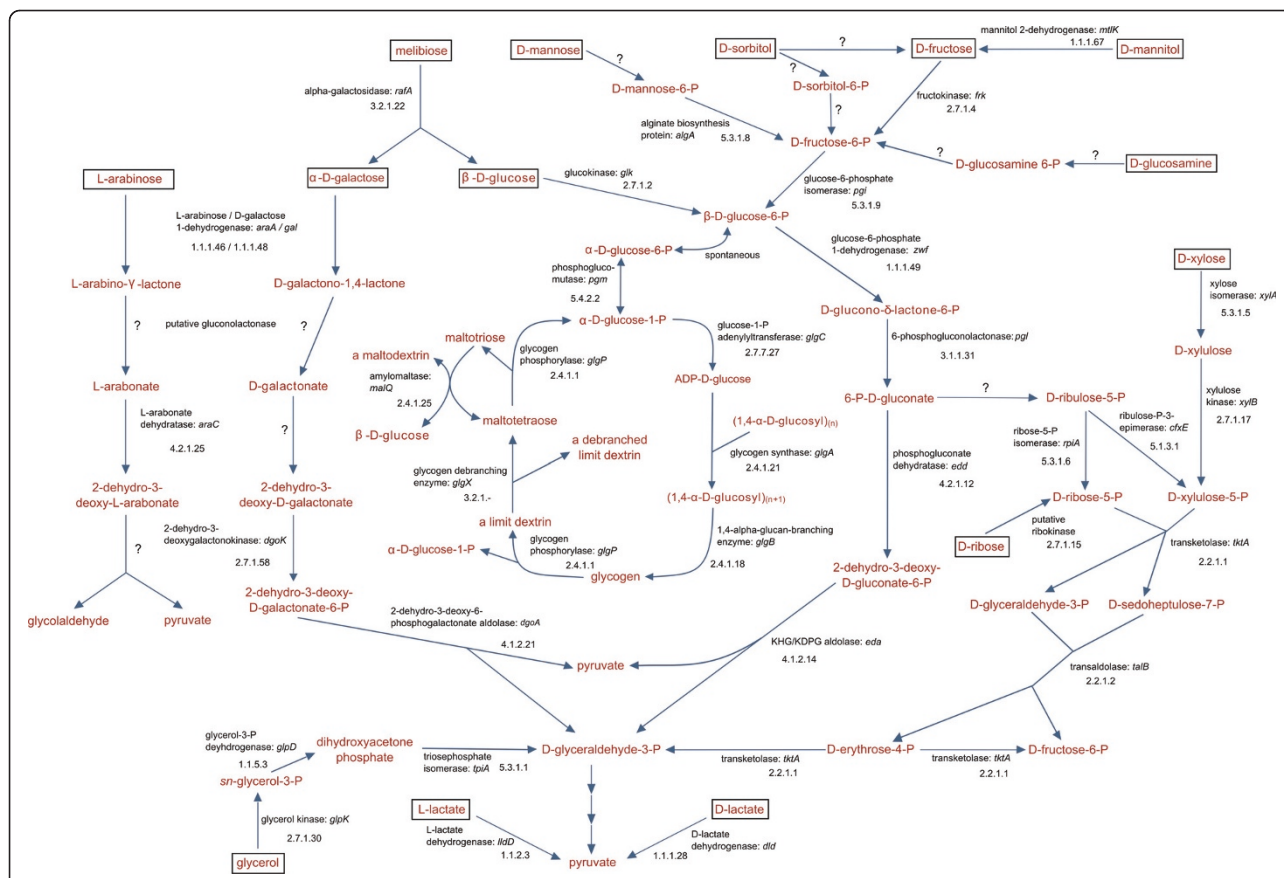 melibiose
D-mannose
?
D-sorbitol
?
D-fructose
mannitol 2-dehydrogenase: mtlK
1.1.1.67
D-mannitol
?
D-mannose-6-P
D-sorbitol-6-P
?
alpha-galactosidase: rafA
3.2.1.22
fructokinase: frk
2.7.1.4
alginate biosynthesis
protein: algA
5.3.1.8
D-fructose-6-P
?
D-glucosamine 6-P
?
D-glucosamine
L-arabinose
α-D-galactose
β-D-glucose
glucokinase: glk
2.7.1.2
glucose-6-phosphate
isomerase: pgi
5.3.1.9
β-D-glucose-6-P
L-arabinose / D-galactose
1-dehydrogenase: araA / gal
1.1.1.46 / 1.1.1.48
α-D-glucose-6-P
spontaneous
glucose-6-phosphate
1-dehydrogenase: zwf
1.1.1.49
phosphogluco-
mutase: pgm
5.4.2.2
D-xylose
xylose
isomerase: xylA
5.3.1.5
L-arabino-γ-lactone
D-galactono-1,4-lactone
D-glucono-δ-lactone-6-P
?
putative gluconolactonase
?
α-D-glucose-1-P
glucose-1-P
adenylyltransferase: glgC
2.7.7.27
6-phosphogluconolactonase: pgl
3.1.1.31
D-xylulose
maltotriose
glycogen
phosphorylase: glgP
2.4.1.1
a maltodextrin
amylomaltase:
malQ
2.4.1.25
L-arabonate
D-galactonate
ADP-D-glucose
6-P-D-gluconate
?
D-ribulose-5-P
xylulose
kinase: xylB
2.7.1.17
L-arabonate
dehydratase: araC
4.2.1.25
?
β-D-glucose
maltotetraose
(1,4-α-D-glucosyl)(n)
a debranched
limit dextrin
glycogen synthase: glgA
2.4.1.21
ribose-5-P
isomerase: rpiA
5.3.1.6
ribulose-P-3-
epimerase: cfxE
5.1.3.1
phosphogluconate
dehydratase: edd
4.2.1.12
glycogen debranching
enzyme: glgX
3.2.1.-
2-dehydro-3-
deoxy-L-arabonate
2-dehydro-3-
deoxy-D-galactonate
(1,4-α-D-glucosyl)(n+1)
D-ribose-5-P
D-xylulose-5-P
?
2-dehydro-3-
deoxygalactonokinase: dgoK
2.7.1.58
a limit dextrin
α-D-glucose-1-P
glycogen
phosphorylase: glgP
2.4.1.1
glycogen
1,4-alpha-glucan-branching
enzyme: glgB
2.4.1.18
D-ribose
putative
ribokinase
2.7.1.15
transketolase: tktA
2.2.1.1
2-dehydro-3-deoxy-
D-gluconate-6-P
glycolaldehyde
pyruvate
2-dehydro-3-deoxy-
D-galactonate-6-P
D-glyceraldehyde-3-P
D-sedoheptulose-7-P
2-dehydro-3-deoxy-6-
phosphogalactonate aldolase: dgoA
4.1.2.21
pyruvate
KHG/KDPG aldolase: eda
4.1.2.14
transaldolase: talB
2.2.1.2
glycerol-3-P
deyhdrogenase: glpD
1.1.5.3
dihydroxyacetone
phosphate
triosephosphate
isomerase: tpiA
5.3.1.1
D-glyceraldehyde-3-P
transketolase: tktA
2.2.1.1
D-erythrose-4-P
transketolase: tktA
2.2.1.1
D-fructose-6-P
sn-glycerol-3-P
glycerol kinase: glpK
2.7.1.30
glycerol
L-lactate
L-lactate
dehydrogenase: lldD
1.1.2.3
pyruvate
D-lactate
D-lactate
dehydrogenase: dld
1.1.1.28